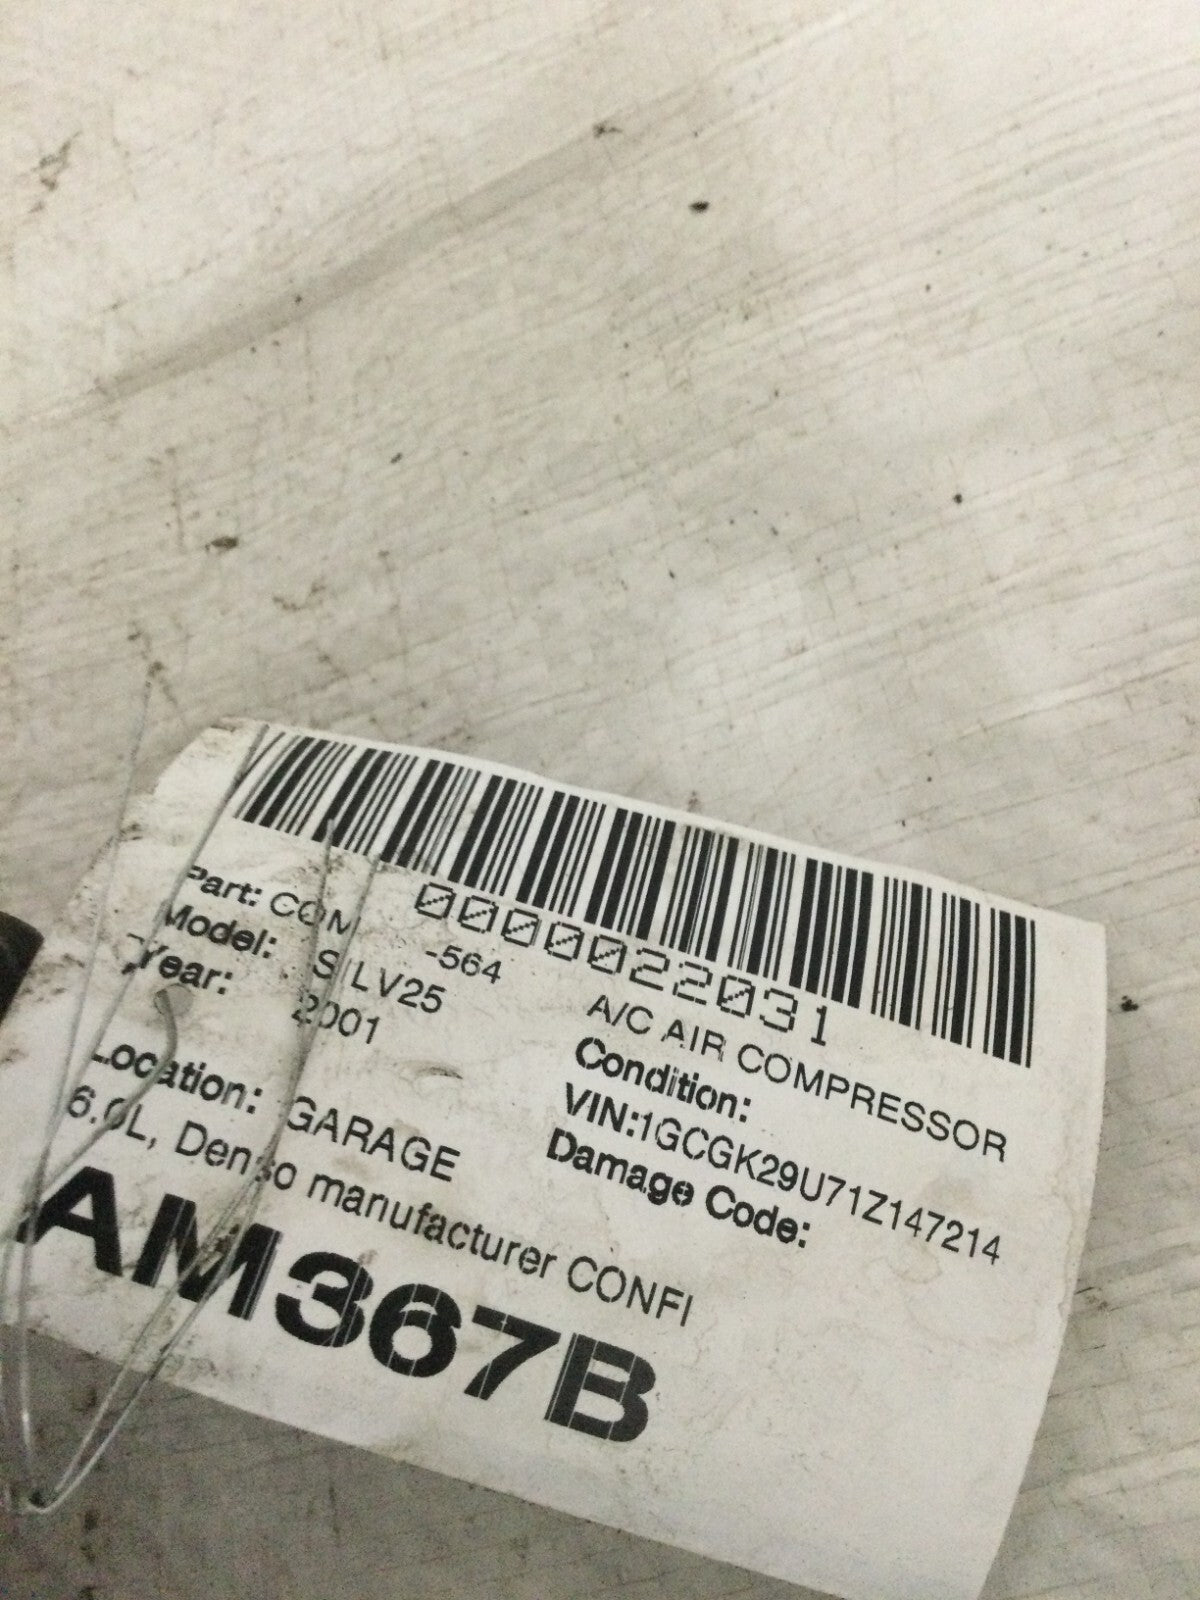 0000022031
Part: COM -564
A/C AIR COMPRESSOR
Model: SILV25
Condition:
Year: 2001
VIN:1GCGK29U71Z147214
Damage Code:
Location: GARAGE
6.0L, Denso manufacturer CONFI
AM367B